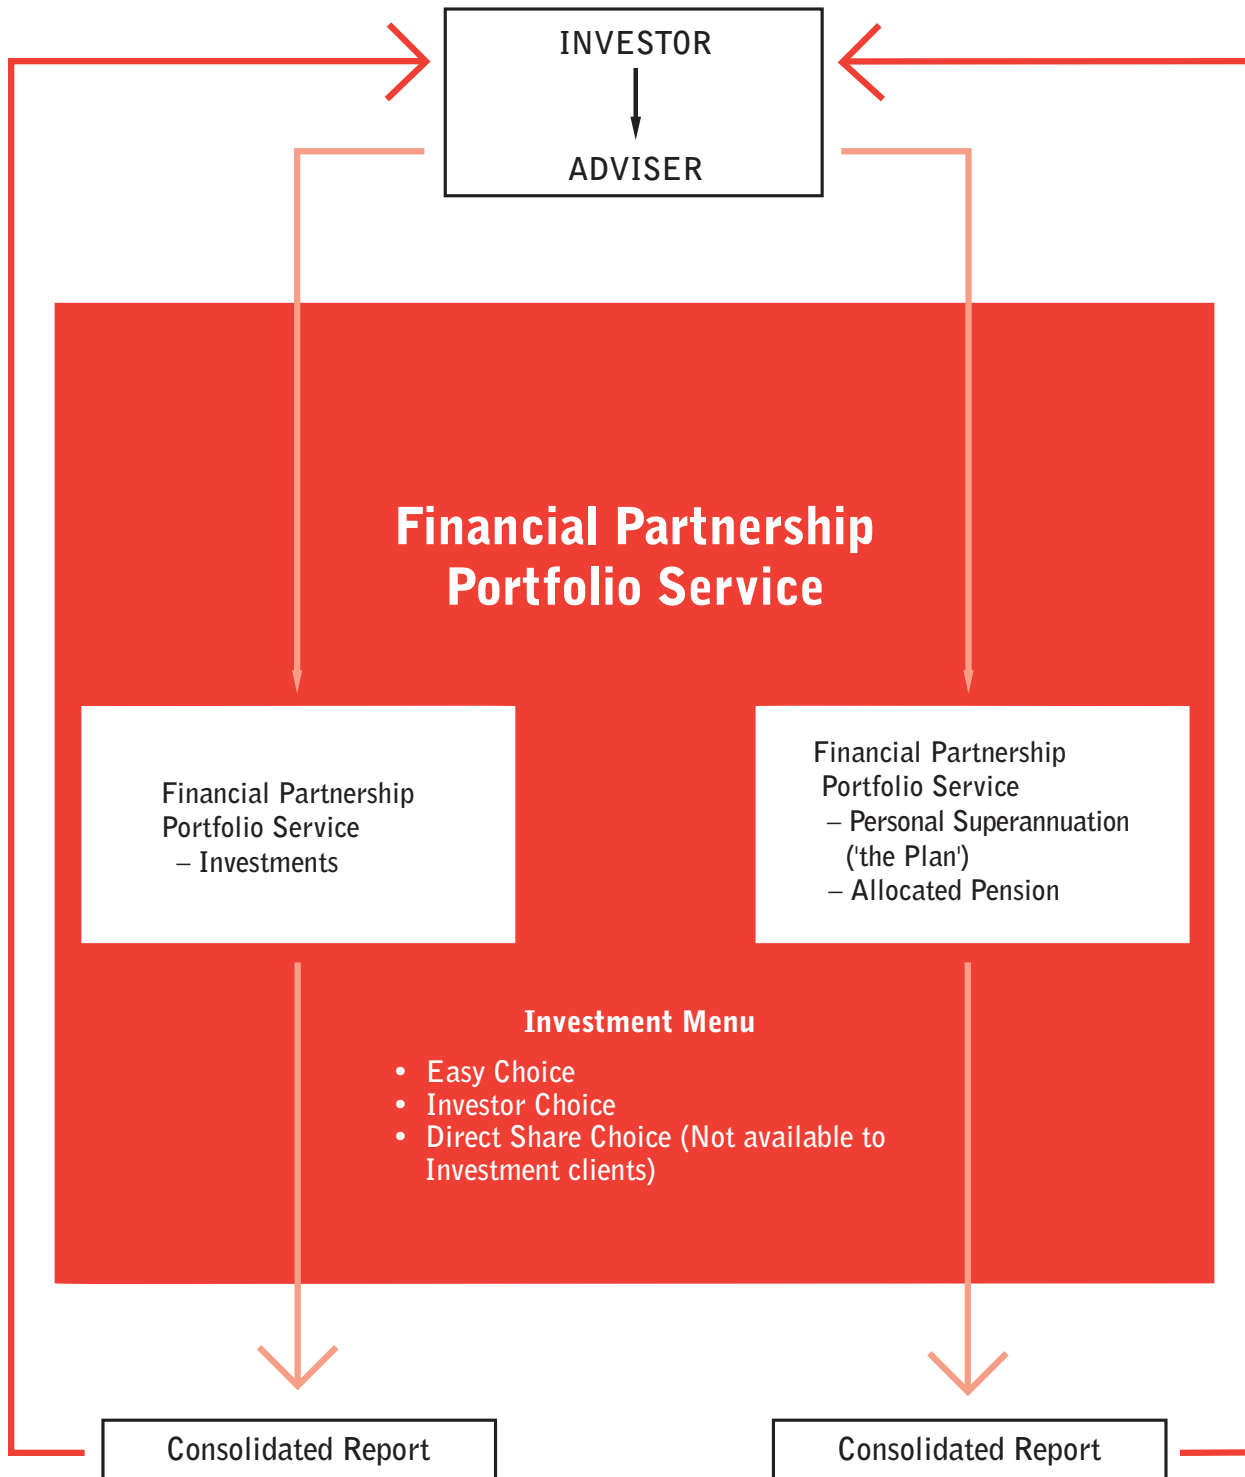 INVESTOR
ADVISER
Financial Partnership
Portfolio Service
Financial Partnership
Portfolio Service
– Investments
Financial Partnership
Portfolio Service
– Personal Superannuation
('the Plan')
– Allocated Pension
Investment Menu
• Easy Choice
• Investor Choice
• Direct Share Choice (Not available to
Investment clients)
Consolidated Report
Consolidated Report